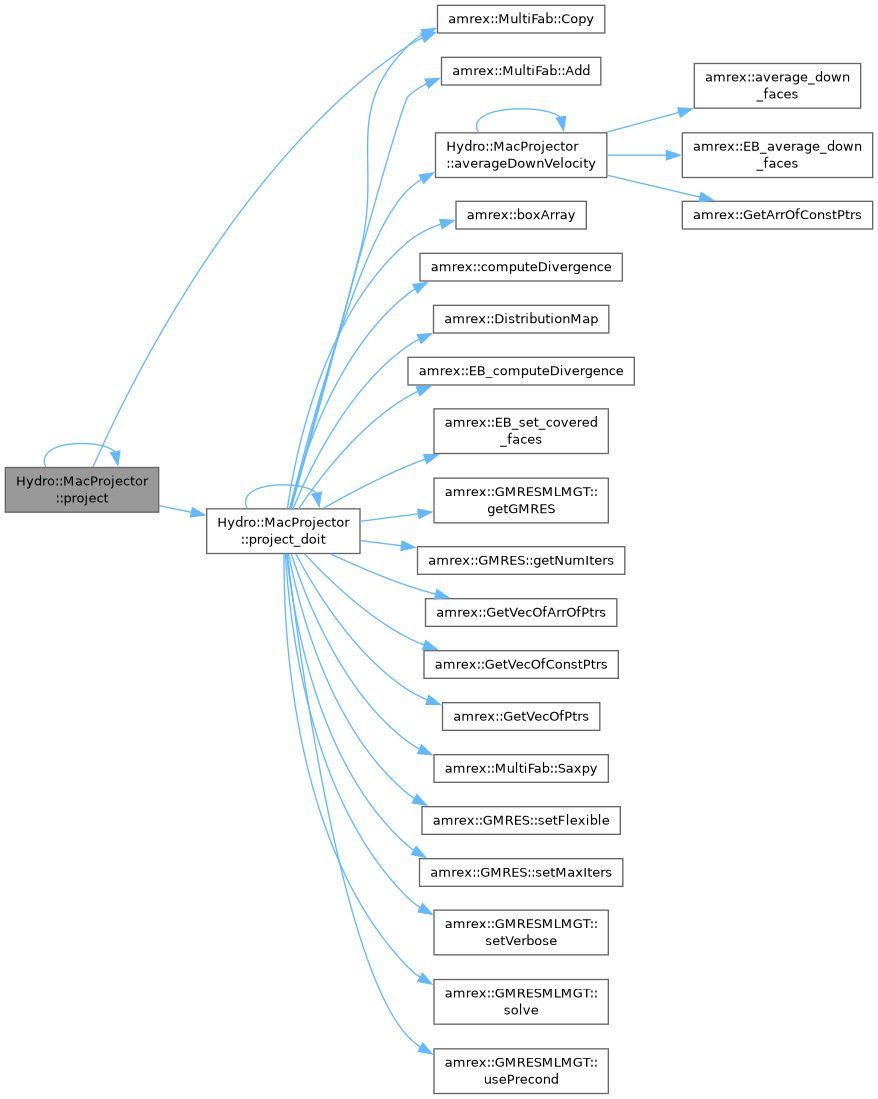 amrex::MultiFab::Copy
amrex::MultiFab::Add
amrex::average_down
_faces
Hydro::MacProjector
::averageDownVelocity
amrex::EB_average_down
_faces
amrex::GetArrOfConstPtrs
amrex::boxArray
amrex::computeDivergence
amrex::DistributionMap
amrex::EB_computeDivergence
amrex::EB_set_covered
_faces
Hydro::MacProjector
::project
amrex::GMRESMLMGT::
getGMRES
Hydro::MacProjector
::project_doit
amrex::GMRES::getNumIters
amrex::GetVecOfArrOfPtrs
amrex::GetVecOfConstPtrs
amrex::GetVecOfPtrs
amrex::MultiFab::Saxpy
amrex::GMRES::setFlexible
amrex::GMRES::setMaxIters
amrex::GMRESMLMGT::
setVerbose
amrex::GMRESMLMGT::
solve
amrex::GMRESMLMGT::
usePrecond